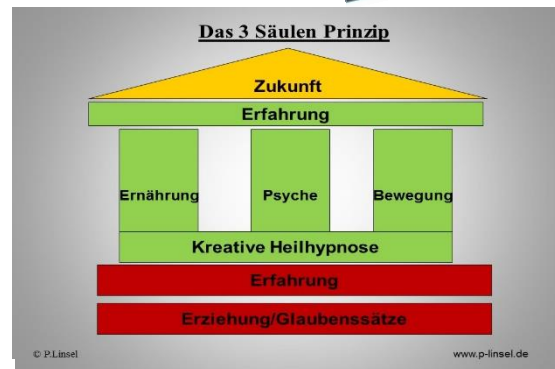 Das 3 Säulen Prinzip
Zukunft
Erfahrung
Ernährung Psyche Bewegung
Kreative Heilhypnose
Erfahrung
Erziehung/Glaubenssätze
© P.Linsel www.p-linsel.de